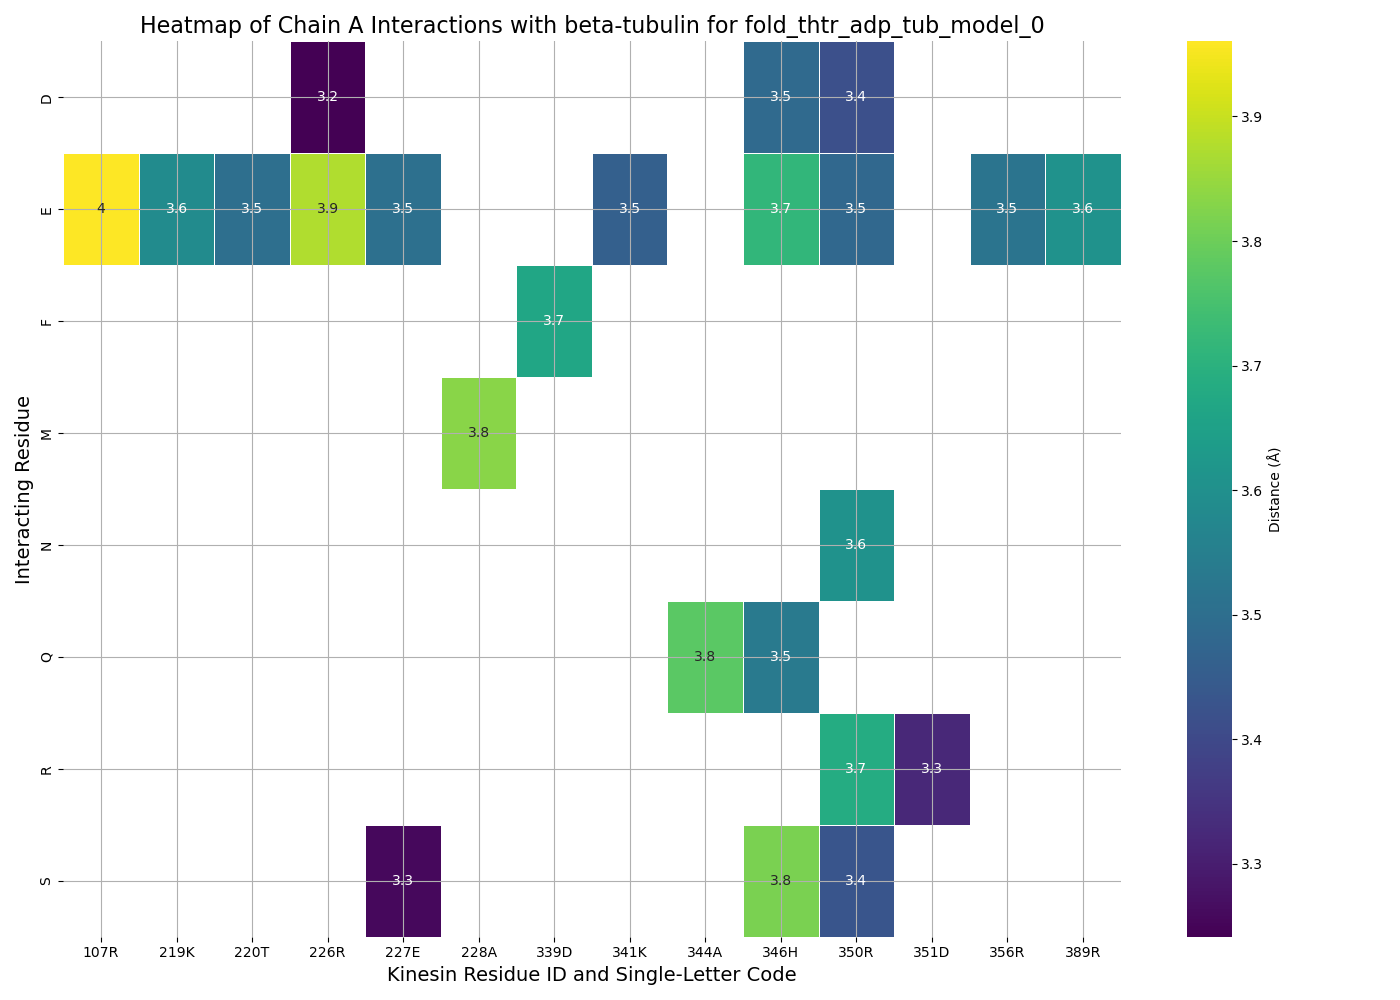 Heatmap of Chain A Interactions with beta-tubulin for fold_thtr_adp_tub_model_0
Interacting Residue
D 3.2 3.5 3.4
E 4 3.6 3.5 3.9 3.5 3.5 3.7 3.5 3.5 3.6
F 3.7
M 3.8
N 3.6
Q 3.8 3.5
R 3.7 3.3
S 3.3 3.8 3.4
107R 219K 220T 226R 227E 228A 339D 341K 344A 346H 350R 351D 356R 389R
Kinesin Residue ID and Single-Letter Code
3.9
3.8
3.7
3.6
3.5
3.4
3.3
Distance (Å)